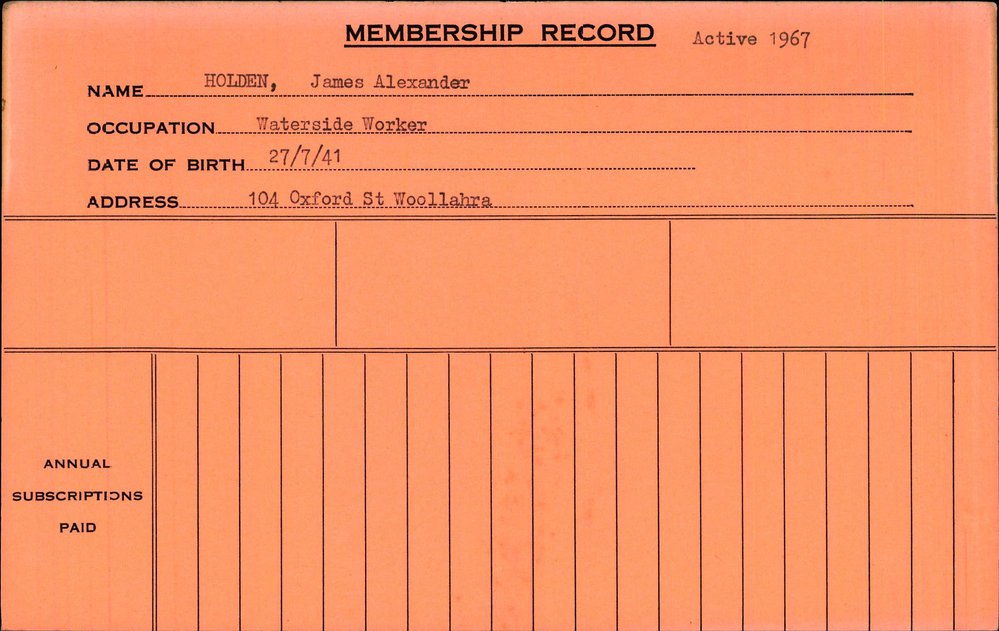 MEMBERSHIP RECORD Active 1967
NAME HOLDEN, James Alexander
OCCUPATION Waterside Worker
DATE OF BIRTH 27/7/41
ADDRESS 104 Oxford St Woollahra
ANNUAL
SUBSCRIPTIONS
PAID